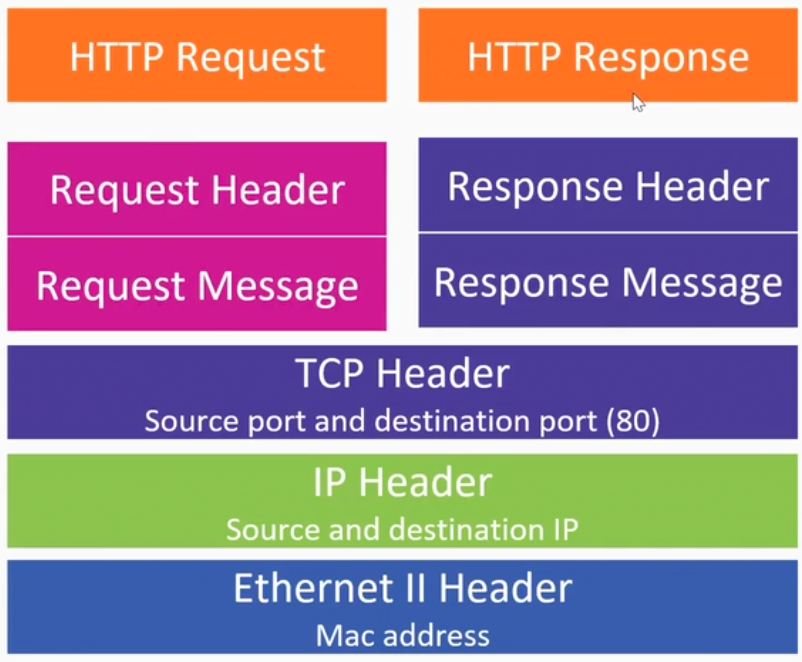 HTTP Request
HTTP Response
Request Header
Request Message
Response Header
Response Message
TCP Header
Source port and destination port (80)
IP Header
Source and destination IP
Ethernet II Header
Mac address